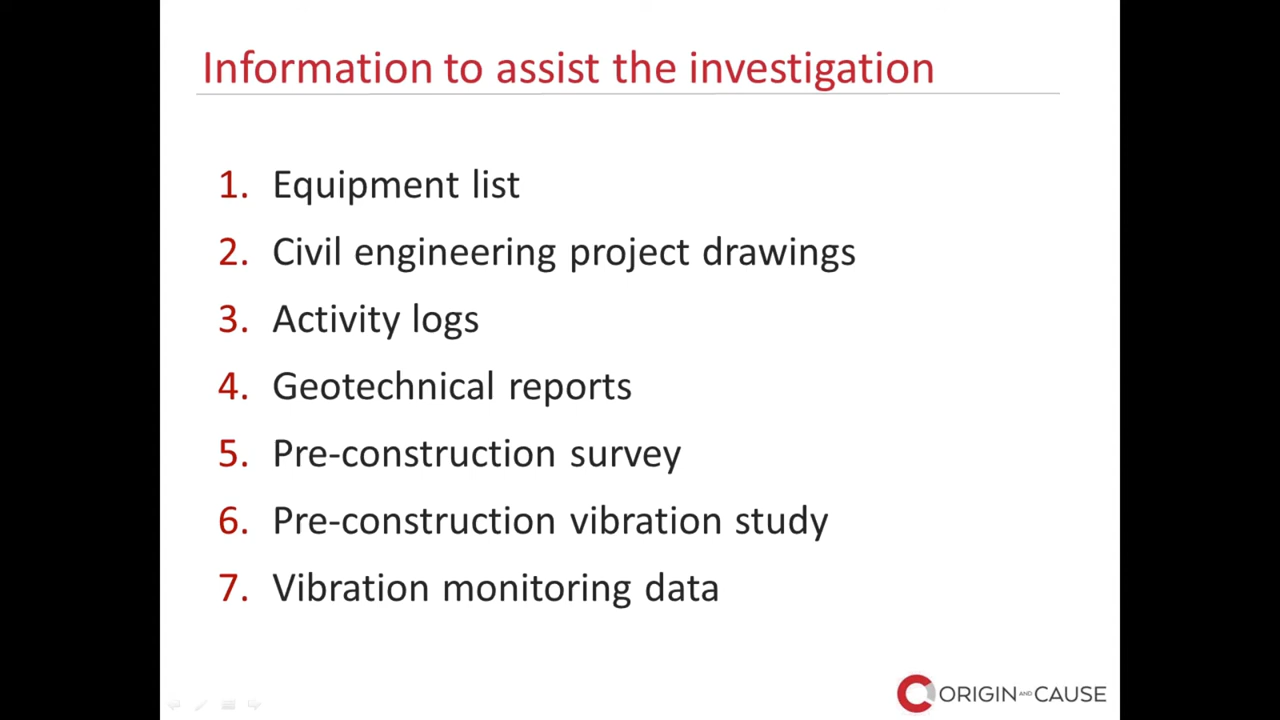 Information to assist the investigation
1. Equipment list
2. Civil engineering project drawings
3. Activity logs
4. Geotechnical reports
5. Pre-construction survey
6. Pre-construction vibration study
7. Vibration monitoring data
ORIGIN AND CAUSE